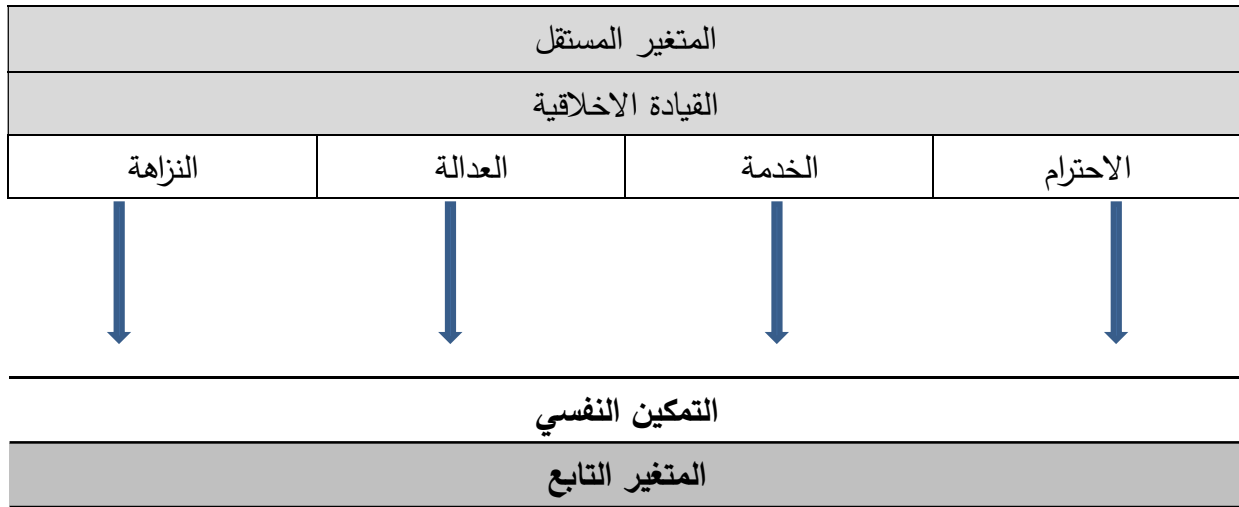 المتغير المستقل
القيادة الاخلاقية
الاحترام الخدمة العدالة النزاهة
التمكين النفسي
المتغير التابع